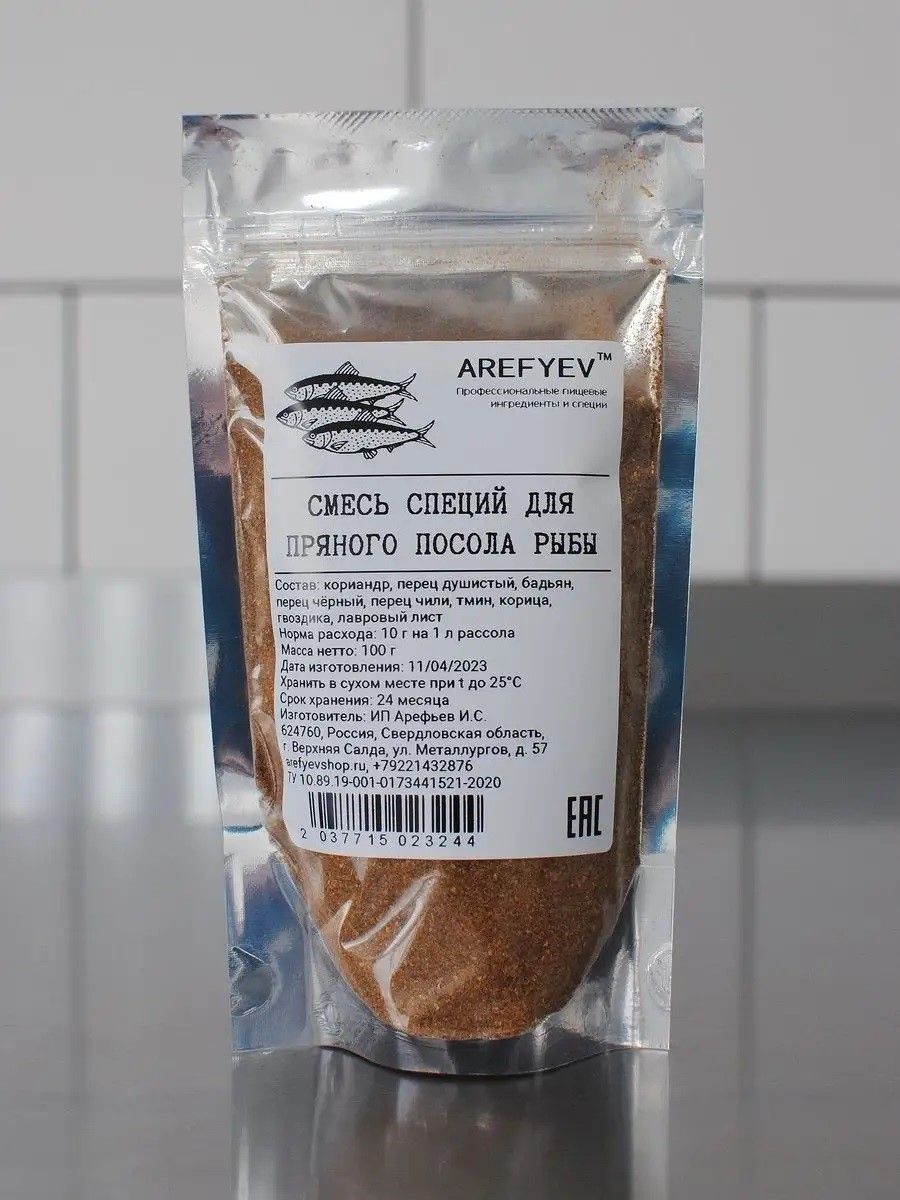 AREFYEV™
Профессиональные пищевые
ингредиенты и специи
СМЕСЬ СПЕЦИЙ ДЛЯ
ПРЯНОГО ПОСОЛА РЫБЫ
Состав: кориандр, перец душистый, бадьян,
перец чёрный, перец чили, тмин, корица,
гвоздика, лавровый лист
Норма расхода: 10 г на 1 л рассола
Масса нетто: 100 г
Дата изготовления: 11/04/2023
Хранить в сухом месте при t до 25°С
Срок хранения: 24 месяца
Изготовитель: ИП Арефьев И.С.
624760, Россия, Свердловская область,
г. Верхняя Салда, ул. Металлургов, д. 57
arefyevshop.ru, +79221432876
ТУ 10.89.19-001-0173441521-2020
2 037715 023244
EAC